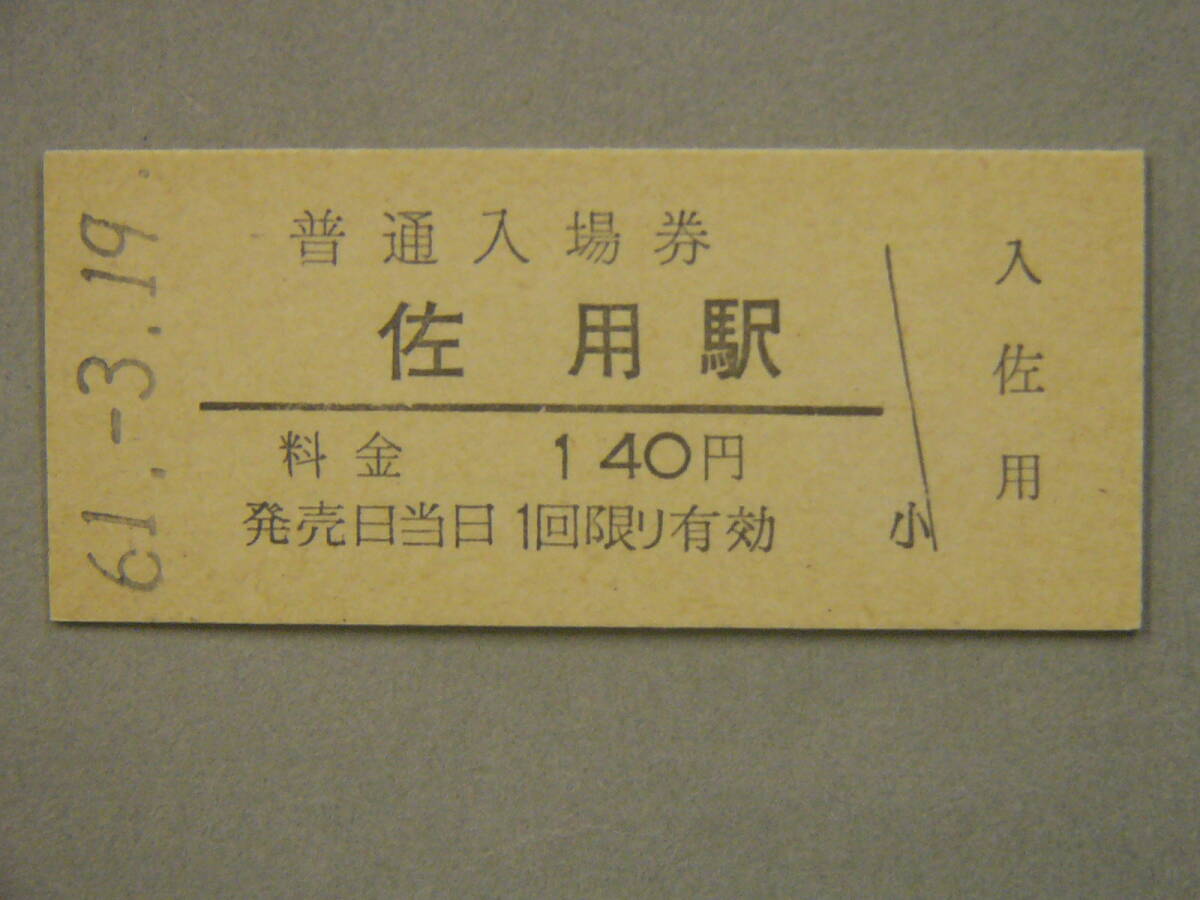 61.-3.19.
普通入場券
佐用駅
料金 140円
発売日当日1回限り有効
小
入佐用